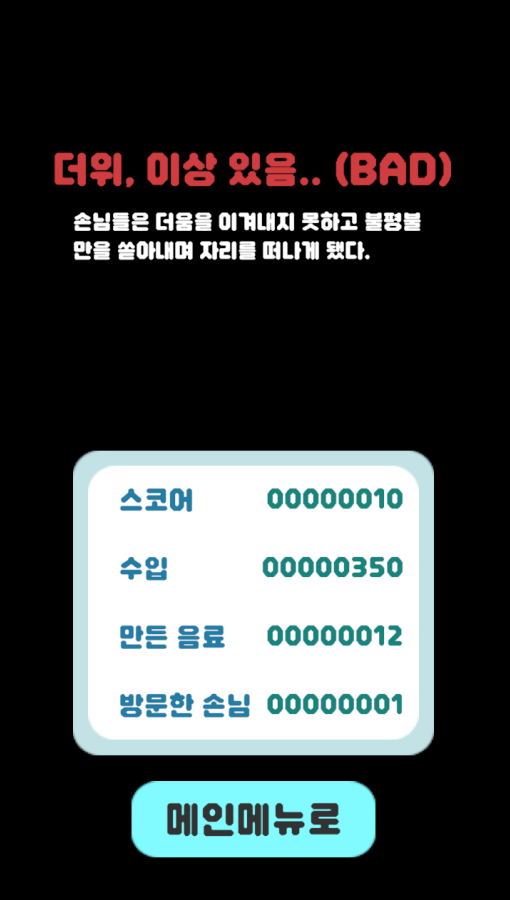 더위, 이상 있음.. (BAD)
손님들은 더움을 이겨내지 못하고 불평불
만을 쏟아내며 자리를 떠나게 됐다.
스코어 00000010
수입 00000350
만든 음료 00000012
방문한 손님 00000001
메인메뉴로